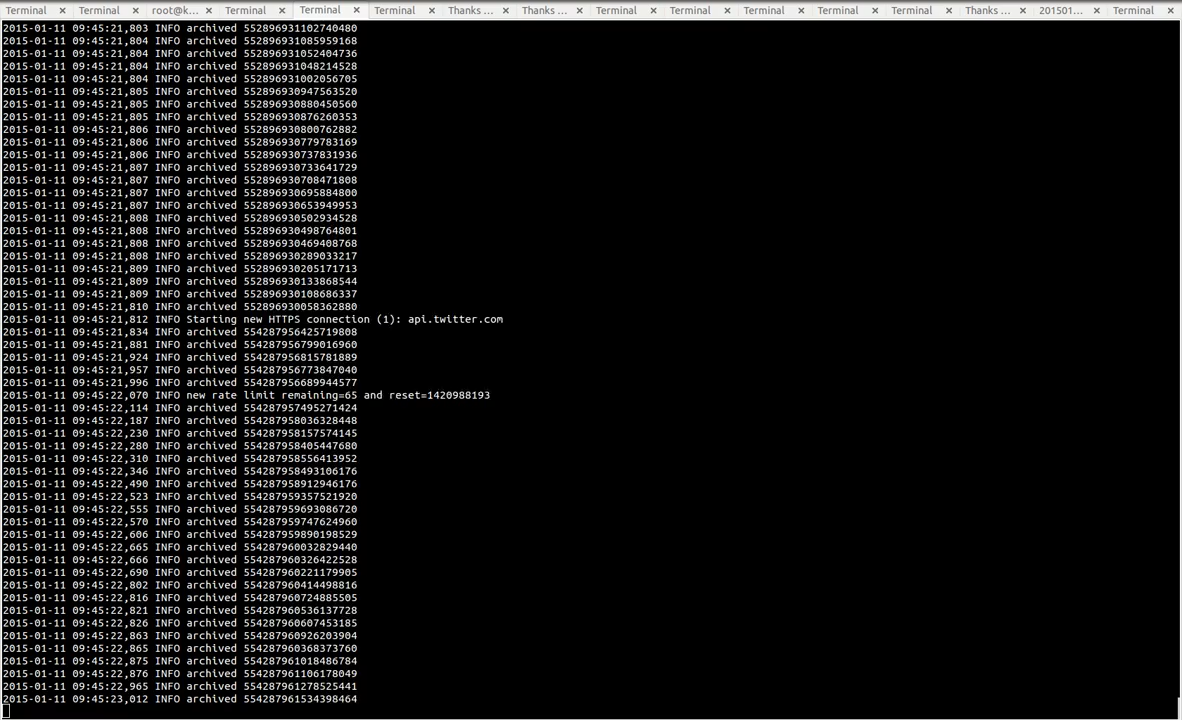 Terminal × Terminal × root@k... × Terminal × Terminal × Terminal × Thanks ... × Thanks ... × Terminal × Terminal × Terminal × Terminal × Terminal × Thanks ... × 201501... × Terminal ×
2015-01-11 09:45:21,803 INFO archived 552896931102740480
2015-01-11 09:45:21,804 INFO archived 552896931085959168
2015-01-11 09:45:21,804 INFO archived 552896931052404736
2015-01-11 09:45:21,804 INFO archived 552896931048214528
2015-01-11 09:45:21,804 INFO archived 552896931002056705
2015-01-11 09:45:21,805 INFO archived 552896930947563520
2015-01-11 09:45:21,805 INFO archived 552896930880450560
2015-01-11 09:45:21,805 INFO archived 552896930876260353
2015-01-11 09:45:21,806 INFO archived 552896930800762882
2015-01-11 09:45:21,806 INFO archived 552896930779783169
2015-01-11 09:45:21,806 INFO archived 552896930737831936
2015-01-11 09:45:21,807 INFO archived 552896930733641729
2015-01-11 09:45:21,807 INFO archived 552896930708471808
2015-01-11 09:45:21,807 INFO archived 552896930695884800
2015-01-11 09:45:21,807 INFO archived 552896930653949953
2015-01-11 09:45:21,808 INFO archived 552896930502934528
2015-01-11 09:45:21,808 INFO archived 552896930498764801
2015-01-11 09:45:21,808 INFO archived 552896930469408768
2015-01-11 09:45:21,808 INFO archived 552896930289033217
2015-01-11 09:45:21,809 INFO archived 552896930205171713
2015-01-11 09:45:21,809 INFO archived 552896930133868544
2015-01-11 09:45:21,809 INFO archived 552896930108686337
2015-01-11 09:45:21,810 INFO archived 552896930058362880
2015-01-11 09:45:21,812 INFO Starting new HTTPS connection (1): api.twitter.com
2015-01-11 09:45:21,834 INFO archived 554287956425719808
2015-01-11 09:45:21,881 INFO archived 554287956799016960
2015-01-11 09:45:21,924 INFO archived 554287956815781889
2015-01-11 09:45:21,957 INFO archived 554287956773847040
2015-01-11 09:45:21,996 INFO archived 554287956689944577
2015-01-11 09:45:22,070 INFO new rate limit remaining=65 and reset=1420988193
2015-01-11 09:45:22,114 INFO archived 554287957495271424
2015-01-11 09:45:22,187 INFO archived 554287958036328448
2015-01-11 09:45:22,230 INFO archived 554287958157574145
2015-01-11 09:45:22,280 INFO archived 554287958405447680
2015-01-11 09:45:22,310 INFO archived 554287958556413952
2015-01-11 09:45:22,346 INFO archived 554287958493106176
2015-01-11 09:45:22,490 INFO archived 554287958912946176
2015-01-11 09:45:22,523 INFO archived 554287959357521920
2015-01-11 09:45:22,555 INFO archived 554287959693086720
2015-01-11 09:45:22,570 INFO archived 554287959747624960
2015-01-11 09:45:22,606 INFO archived 554287959890198529
2015-01-11 09:45:22,665 INFO archived 554287960032829440
2015-01-11 09:45:22,666 INFO archived 554287960326422528
2015-01-11 09:45:22,690 INFO archived 554287960221179905
2015-01-11 09:45:22,802 INFO archived 554287960414498816
2015-01-11 09:45:22,816 INFO archived 554287960724885505
2015-01-11 09:45:22,821 INFO archived 554287960536137728
2015-01-11 09:45:22,826 INFO archived 554287960607453185
2015-01-11 09:45:22,863 INFO archived 554287960926203904
2015-01-11 09:45:22,865 INFO archived 554287960368373760
2015-01-11 09:45:22,875 INFO archived 554287961018486784
2015-01-11 09:45:22,876 INFO archived 554287961106178049
2015-01-11 09:45:22,965 INFO archived 554287961278525441
2015-01-11 09:45:23,012 INFO archived 554287961534398464